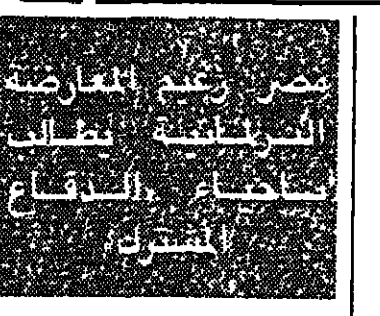 مصر: زعيم المعارضة
البرلمانية يطالب
بإحياء «الدفاع
المشترك»